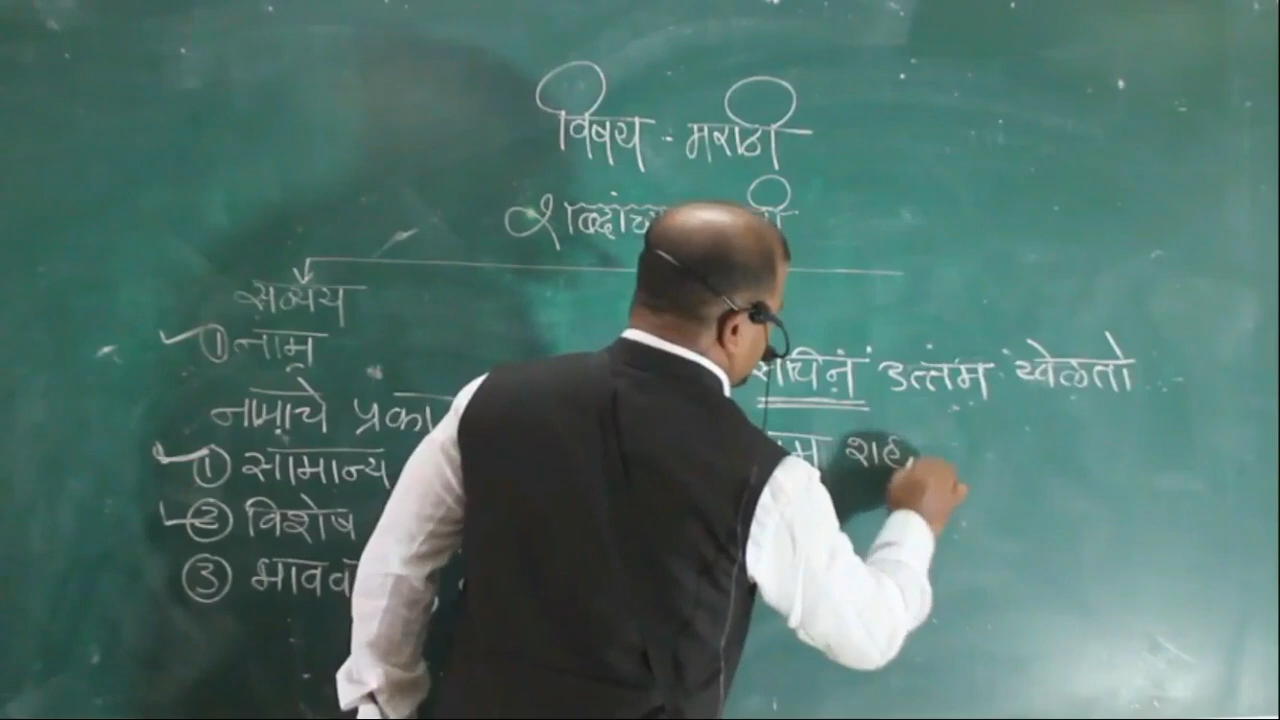 विषय - मराठी
शब्दांच
सव्यय
① नाम
नामाचे प्रका
① सामान्य
② विशेष
③ भावव
सचिन उत्तम खेळतो
शह